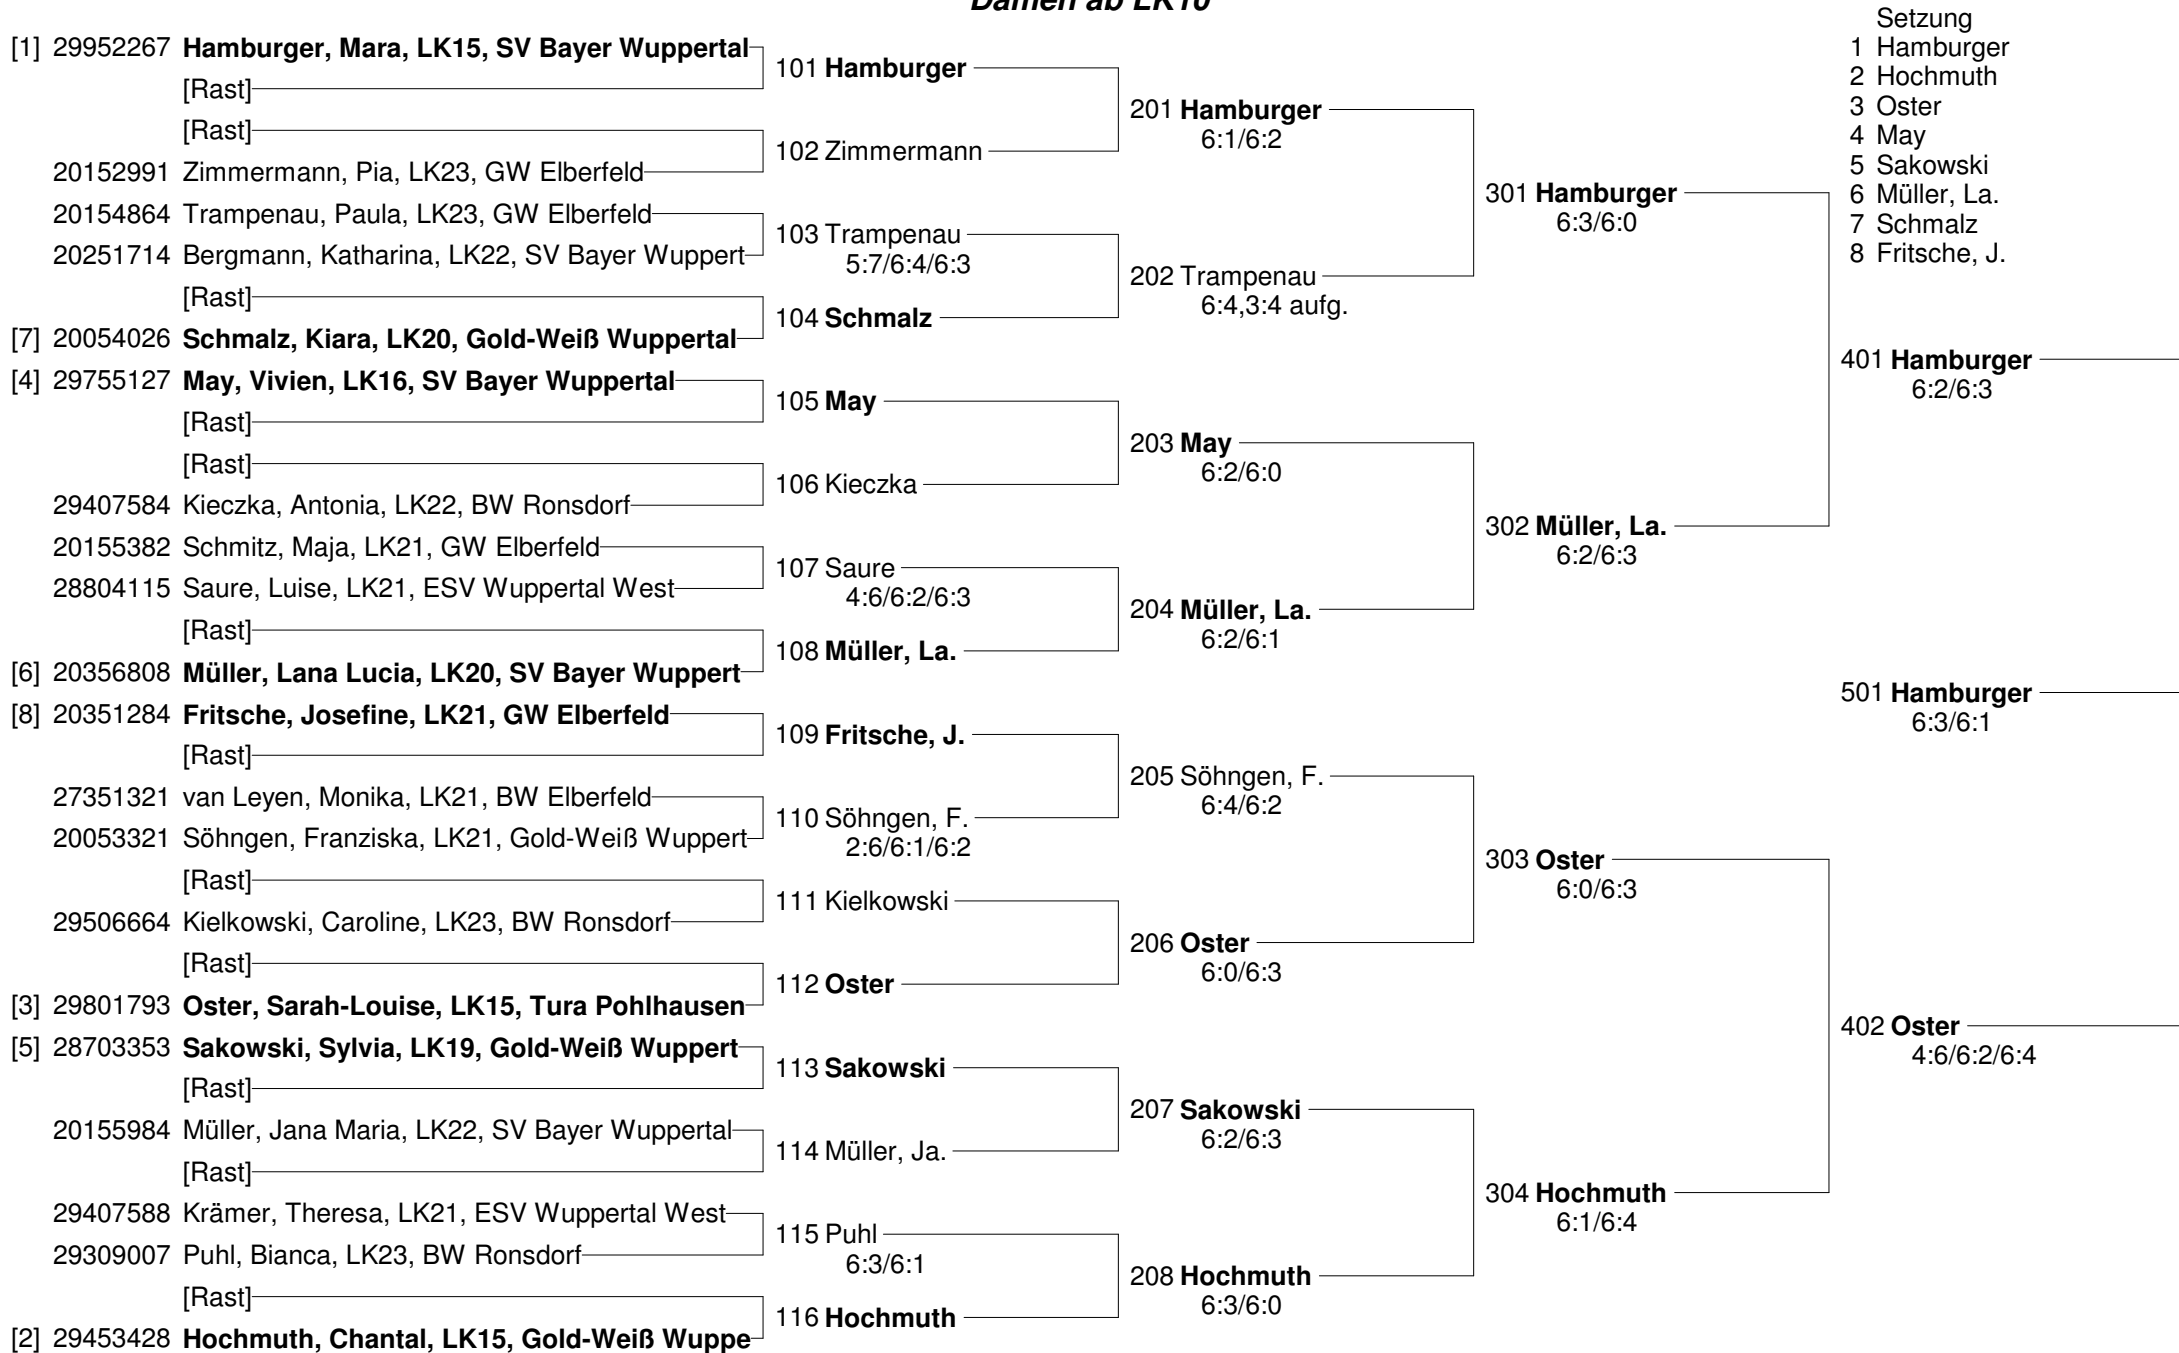 Damen ab LK10
Setzung
1 Hamburger
2 Hochmuth
3 Oster
4 May
5 Sakowski
6 Müller, La.
7 Schmalz
8 Fritsche, J.
[1] 29952267 Hamburger, Mara, LK15, SV Bayer Wuppertal
[Rast]
[Rast]
20152991 Zimmermann, Pia, LK23, GW Elberfeld
20154864 Trampenau, Paula, LK23, GW Elberfeld
20251714 Bergmann, Katharina, LK22, SV Bayer Wuppert
[Rast]
[7] 20054026 Schmalz, Kiara, LK20, Gold-Weiß Wuppertal
[4] 29755127 May, Vivien, LK16, SV Bayer Wuppertal
[Rast]
[Rast]
29407584 Kieczka, Antonia, LK22, BW Ronsdorf
20155382 Schmitz, Maja, LK21, GW Elberfeld
28804115 Saure, Luise, LK21, ESV Wuppertal West
[Rast]
[6] 20356808 Müller, Lana Lucia, LK20, SV Bayer Wuppert
[8] 20351284 Fritsche, Josefine, LK21, GW Elberfeld
[Rast]
27351321 van Leyen, Monika, LK21, BW Elberfeld
20053321 Söhngen, Franziska, LK21, Gold-Weiß Wuppert
[Rast]
29506664 Kielkowski, Caroline, LK23, BW Ronsdorf
[Rast]
[3] 29801793 Oster, Sarah-Louise, LK15, Tura Pohlhausen
[5] 28703353 Sakowski, Sylvia, LK19, Gold-Weiß Wuppert
[Rast]
20155984 Müller, Jana Maria, LK22, SV Bayer Wuppertal
[Rast]
29407588 Krämer, Theresa, LK21, ESV Wuppertal West
29309007 Puhl, Bianca, LK23, BW Ronsdorf
[Rast]
[2] 29453428 Hochmuth, Chantal, LK15, Gold-Weiß Wuppe
101 Hamburger
102 Zimmermann
103 Trampenau
5:7/6:4/6:3
104 Schmalz
105 May
106 Kieczka
107 Saure
4:6/6:2/6:3
108 Müller, La.
109 Fritsche, J.
110 Söhngen, F.
2:6/6:1/6:2
111 Kielkowski
112 Oster
113 Sakowski
114 Müller, Ja.
115 Puhl
6:3/6:1
116 Hochmuth
201 Hamburger
6:1/6:2
202 Trampenau
6:4,3:4 aufg.
203 May
6:2/6:0
204 Müller, La.
6:2/6:1
205 Söhngen, F.
6:4/6:2
206 Oster
6:0/6:3
207 Sakowski
6:2/6:3
208 Hochmuth
6:3/6:0
301 Hamburger
6:3/6:0
302 Müller, La.
6:2/6:3
303 Oster
6:0/6:3
304 Hochmuth
6:1/6:4
401 Hamburger
6:2/6:3
501 Hamburger
6:3/6:1
402 Oster
4:6/6:2/6:4